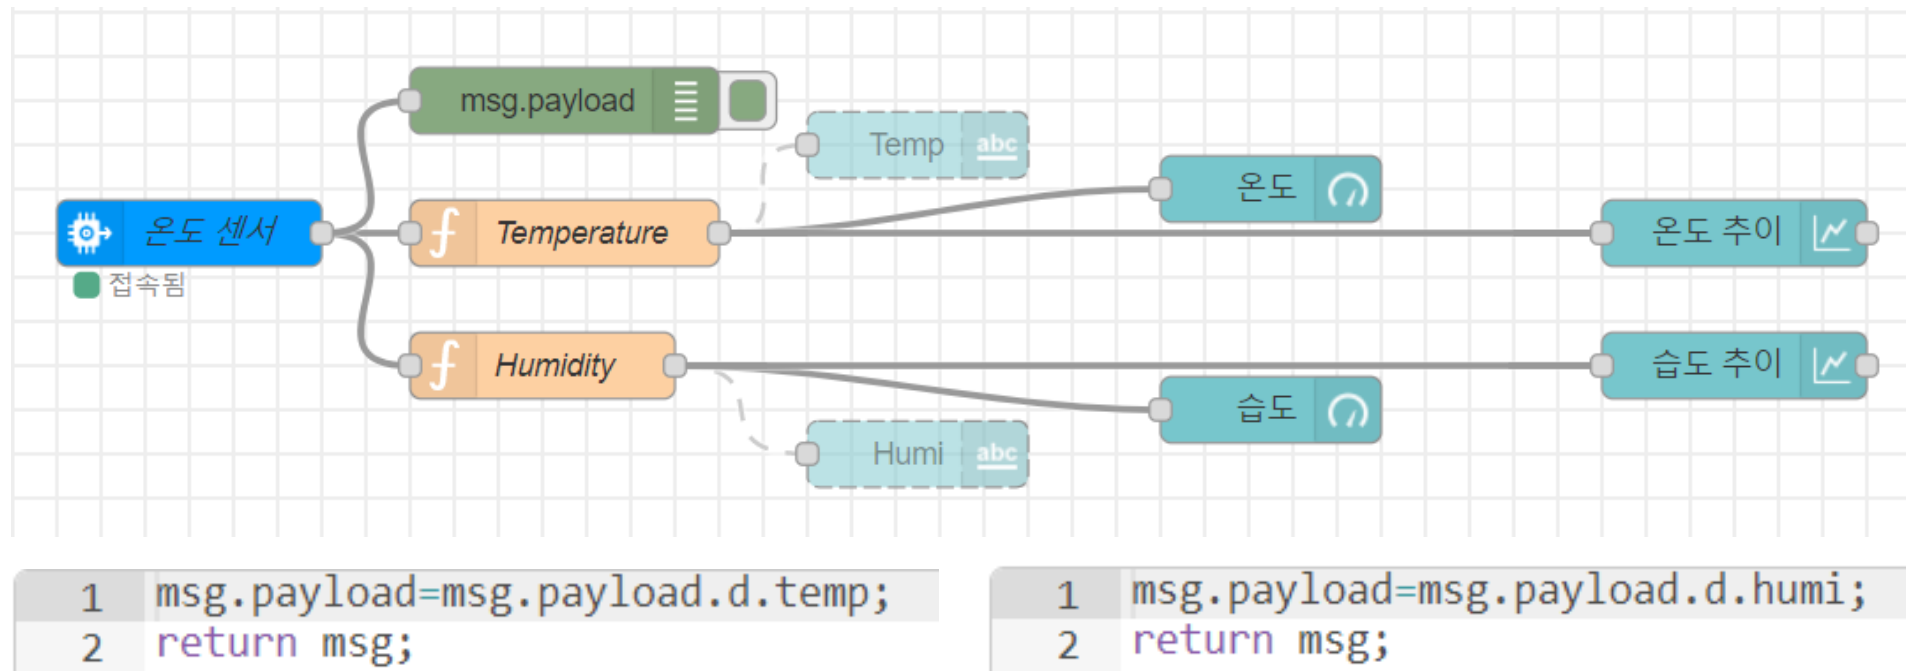 msg.payload
Temp abc
온도
온도 센서
Temperature
온도 추이
접속됨
Humidity
습도 추이
습도
Humi abc
1 msg.payload=msg.payload.d.temp;
2 return msg;
1 msg.payload=msg.payload.d.humi;
2 return msg;